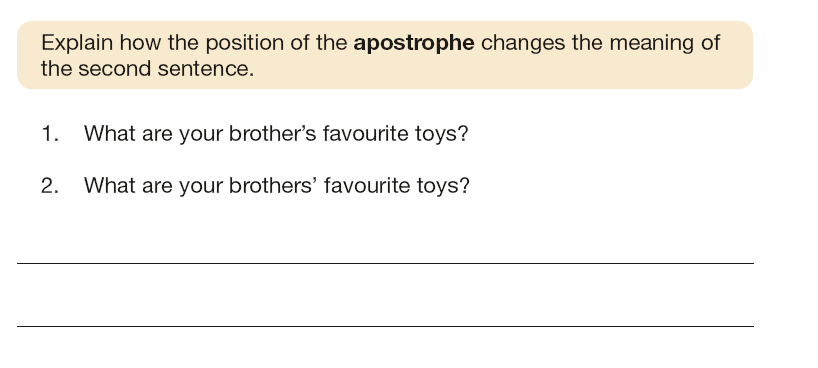 Explain how the position of the apostrophe changes the meaning of
the second sentence.
1. What are your brother’s favourite toys?
2. What are your brothers’ favourite toys?